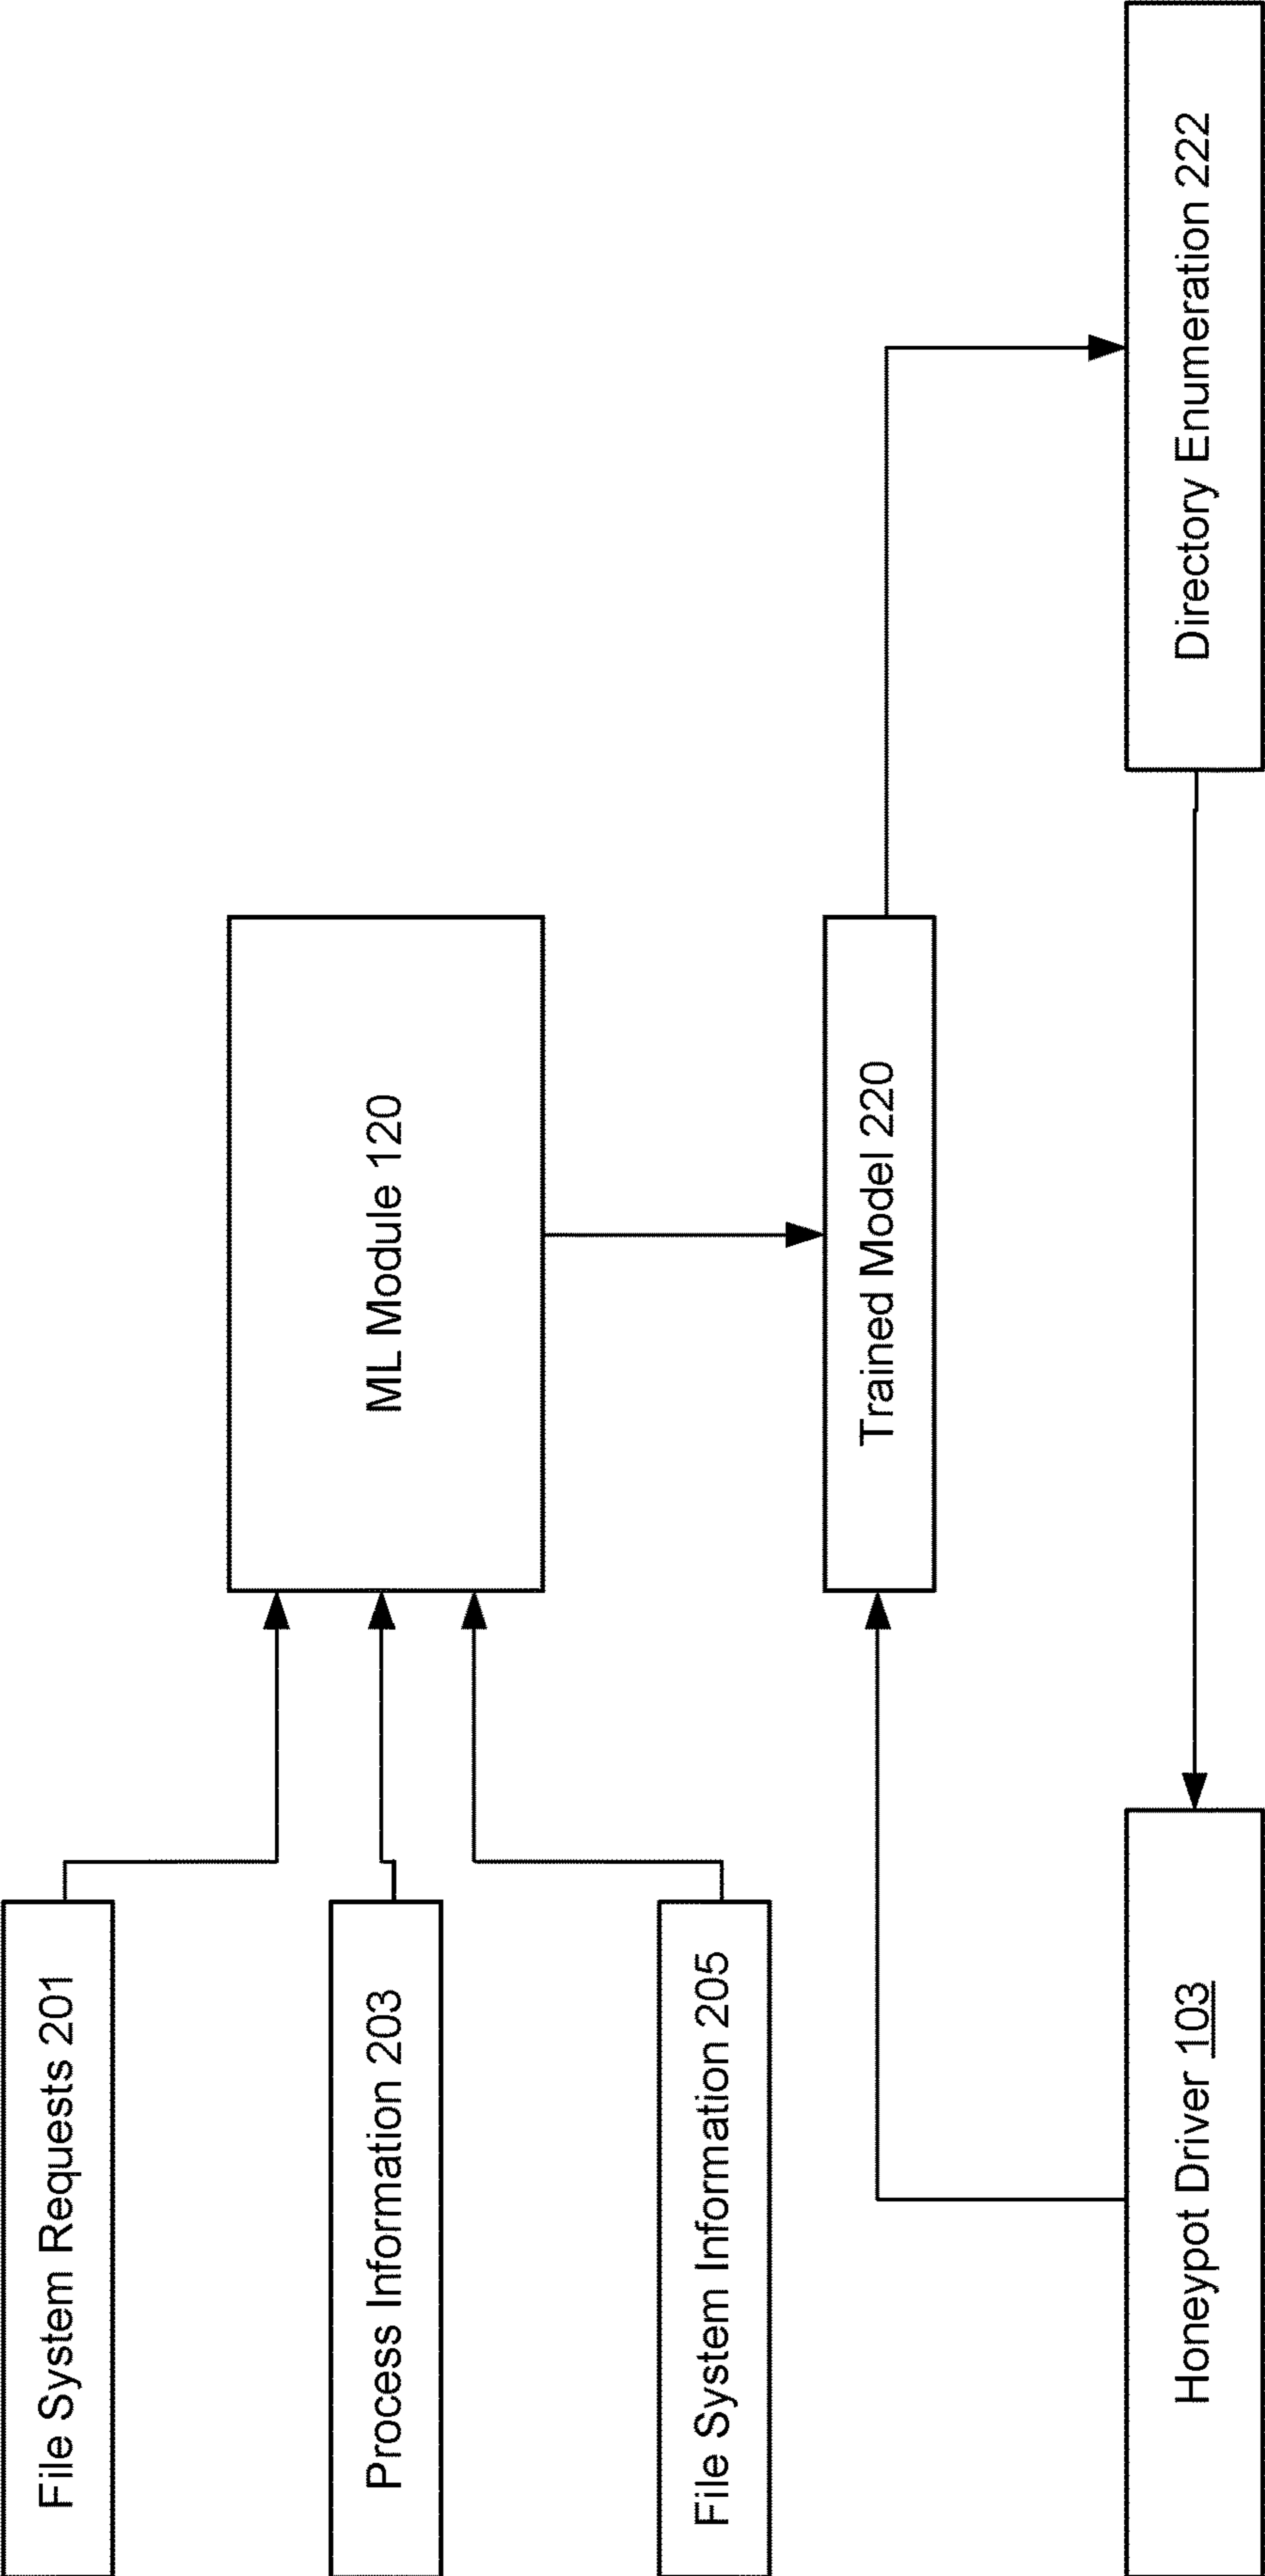 File System Requests 201
Process Information 203
File System Information 205
ML Module 120
Trained Model 220
Honeypot Driver 103
Directory Enumeration 222